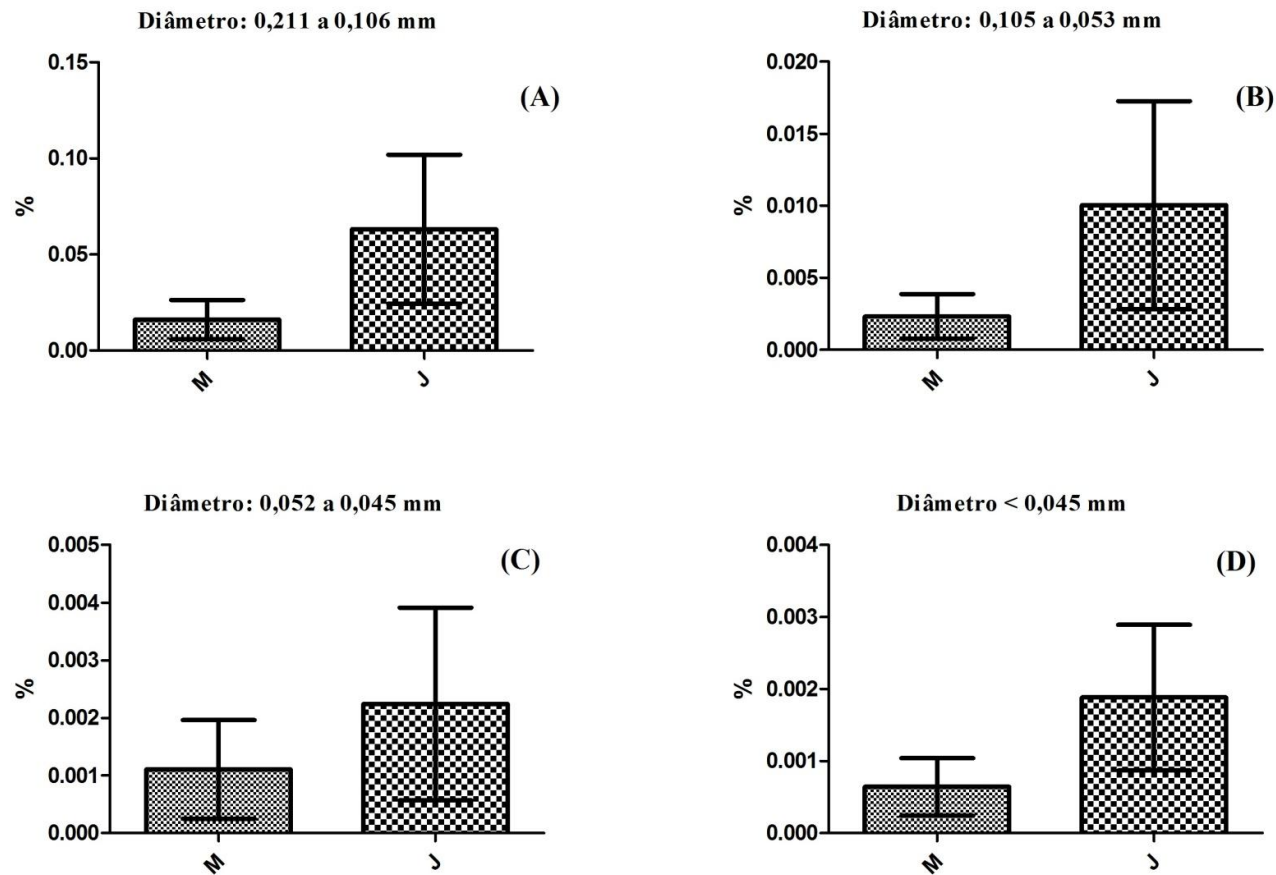 Diâmetro: 0,211 a 0,106 mm
(A)
0.15
0.10
0.05
0.00
%
M
J
Diâmetro: 0,105 a 0,053 mm
(B)
0.020
0.015
0.010
0.005
0.000
%
M
J
Diâmetro: 0,052 a 0,045 mm
(C)
0.005
0.004
0.003
0.002
0.001
0.000
%
M
J
Diâmetro < 0,045 mm
(D)
0.004
0.003
0.002
0.001
0.000
%
M
J